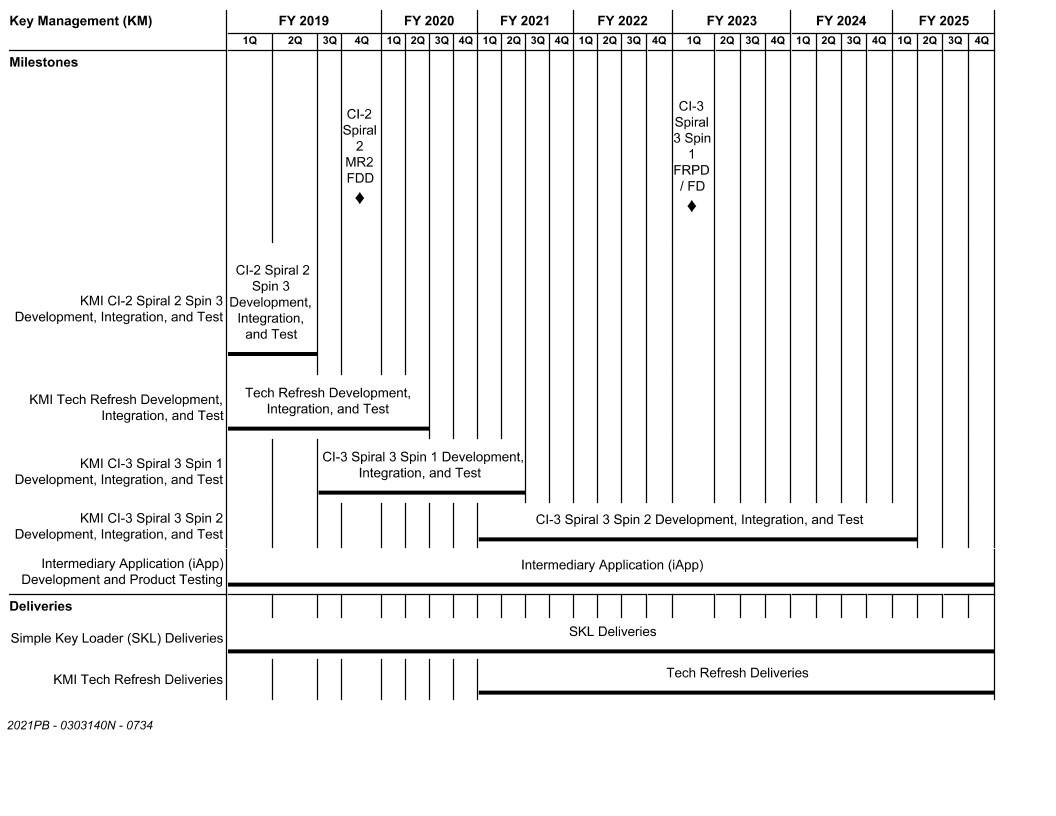 Key Management (KM)
FY 2019 FY 2020 FY 2021 FY 2022 FY 2023 FY 2024 FY 2025
1Q 2Q 3Q 4Q 1Q 2Q 3Q 4Q 1Q 2Q 3Q 4Q 1Q 2Q 3Q 4Q 1Q 2Q 3Q 4Q 1Q 2Q 3Q 4Q 1Q 2Q 3Q 4Q
Milestones
CI-2
Spiral
2
MR2
FDD
CI-3
Spiral
3 Spin
1
FRPD
/ FD
KMI CI-2 Spiral 2 Spin 3
Development, Integration, and Test
CI-2 Spiral 2
Spin 3
Development,
Integration,
and Test
KMI Tech Refresh Development,
Integration, and Test
Tech Refresh Development,
Integration, and Test
KMI CI-3 Spiral 3 Spin 1
Development, Integration, and Test
CI-3 Spiral 3 Spin 1 Development,
Integration, and Test
KMI CI-3 Spiral 3 Spin 2
Development, Integration, and Test
CI-3 Spiral 3 Spin 2 Development, Integration, and Test
Intermediary Application (iApp)
Development and Product Testing
Intermediary Application (iApp)
Deliveries
Simple Key Loader (SKL) Deliveries
SKL Deliveries
KMI Tech Refresh Deliveries
Tech Refresh Deliveries
2021PB - 0303140N - 0734